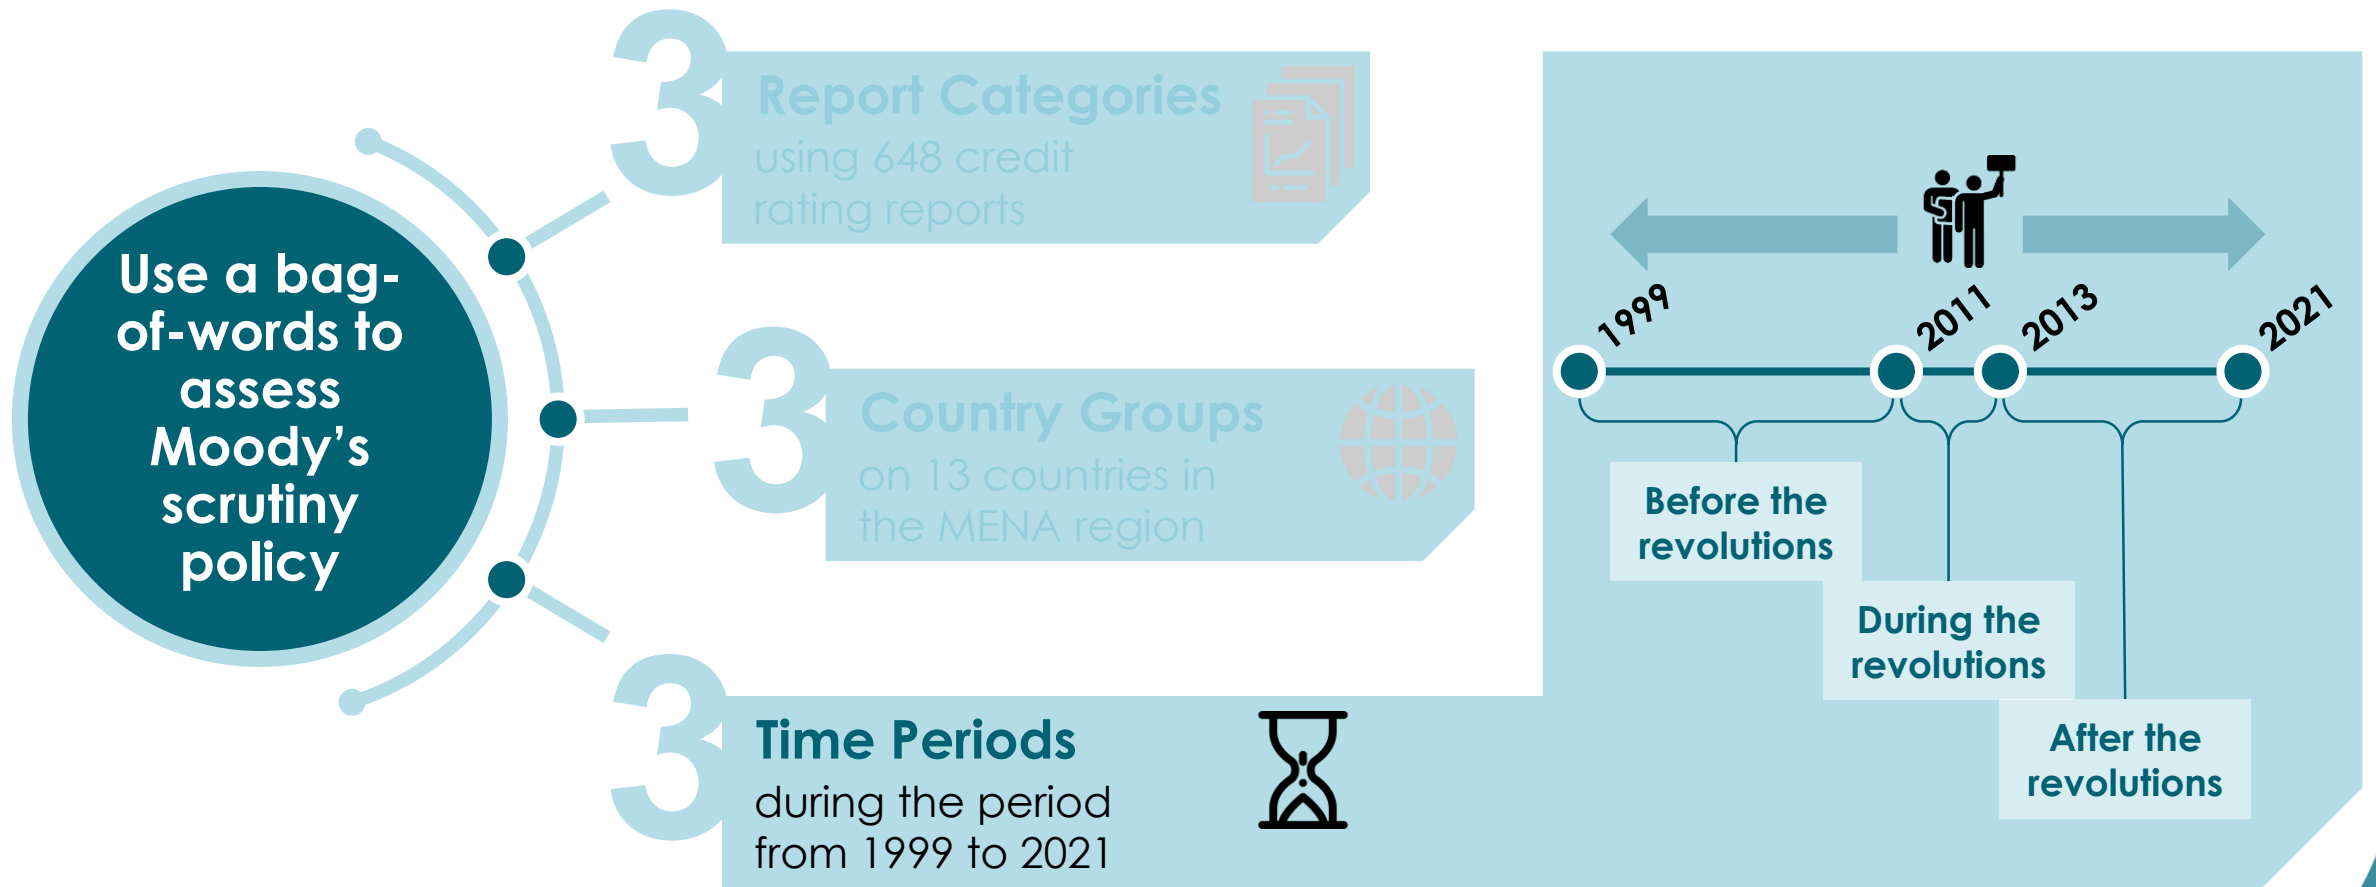 Use a bag-
of-words to
assess
Moody's
scrutiny
policy
3
Report Categories
using 648 credit
rating reports
3
Country Groups
on 13 countries in
the MENA region
3
Time Periods
during the period
from 1999 to 2021
1999
2011
2013
2021
Before the
revolutions
During the
revolutions
After the
revolutions